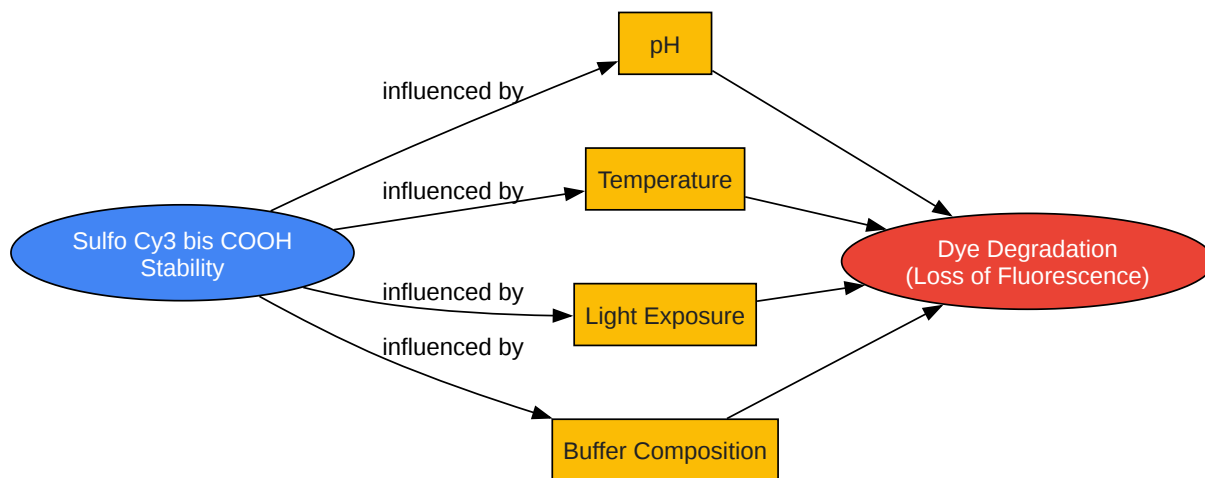 pH
influenced by
Temperature
influenced by
Sulfo Cy3 bis COOH
Stability
Dye Degradation
(Loss of Fluorescence)
influenced by
Light Exposure
influenced by
Buffer Composition